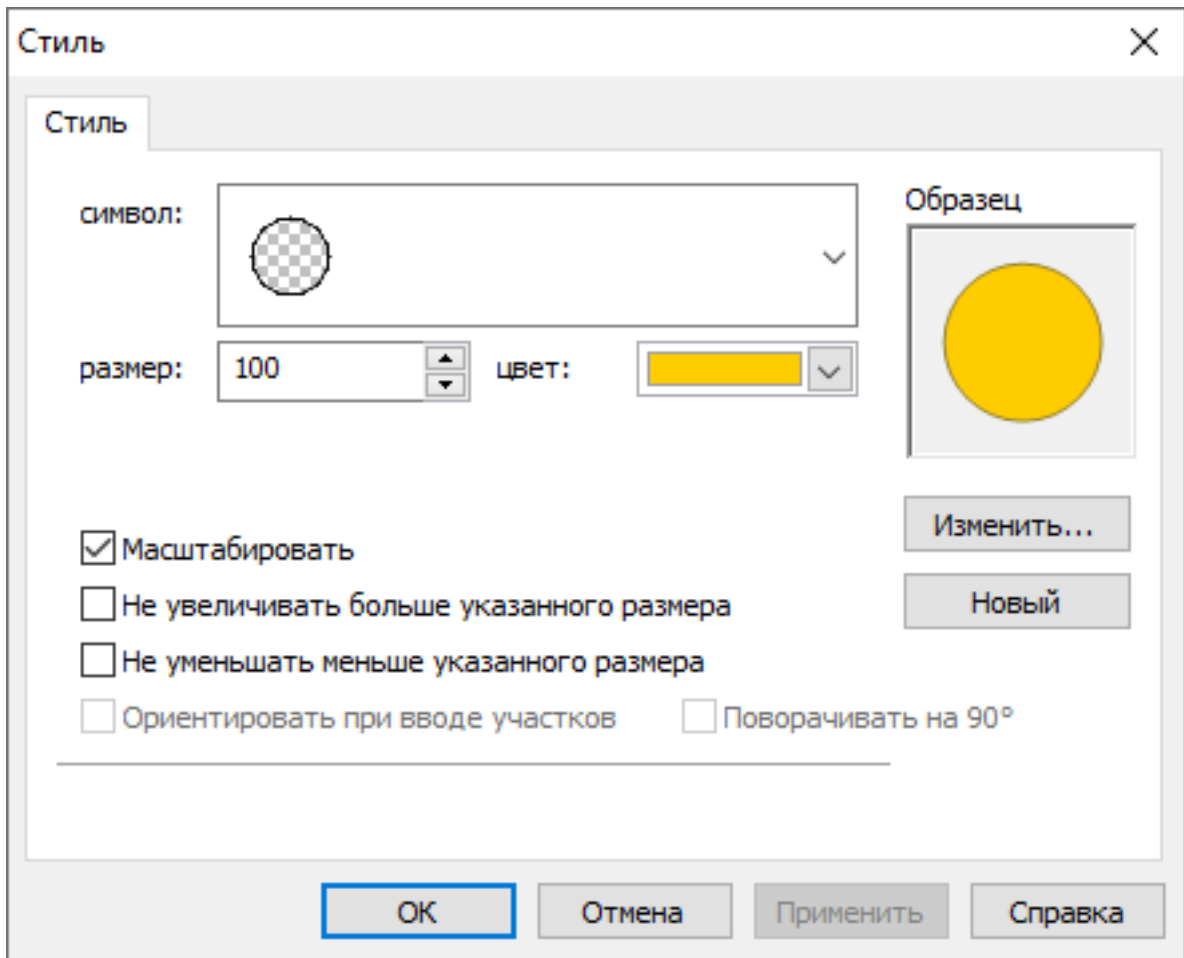 Стиль
Стиль
символ:
Образец
размер: 100 цвет:
Изменить...
Масштабировать
Новый
Не увеличивать больше указанного размера
Не уменьшать меньше указанного размера
Ориентировать при вводе участков Поворачивать на 90°
ОК Отмена Применить Справка